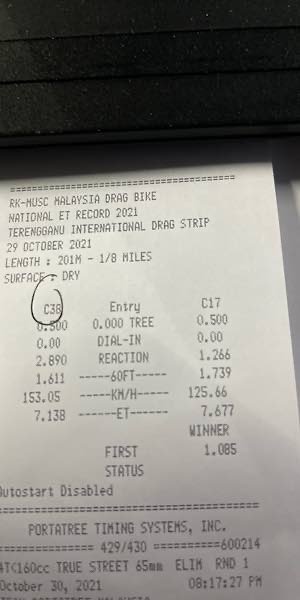 =====================================
RK-MUSC MALAYSIA DRAG BIKE
NATIONAL ET RECORD 2021
TERENGGANU INTERNATIONAL DRAG STRIP
29 OCTOBER 2021
LENGTH : 201M - 1/8 MILES
SURFACE - DRY
C38 Entry C17
0.500 0.000 TREE 0.500
0.00 DIAL-IN 0.00
2.890 REACTION 1.266
1.611 -----60FT----- 1.739
153.05 -----KM/H----- 125.66
7.138 ------ET------ 7.677
WINNER
FIRST 1.085
STATUS
Autostart Disabled
=====================================
PORTATREE TIMING SYSTEMS, INC.
============ 429/430 ==========600214
4T<160cc TRUE STREET 65mm ELIM RND 1
October 30, 2021 08:17:27 PM